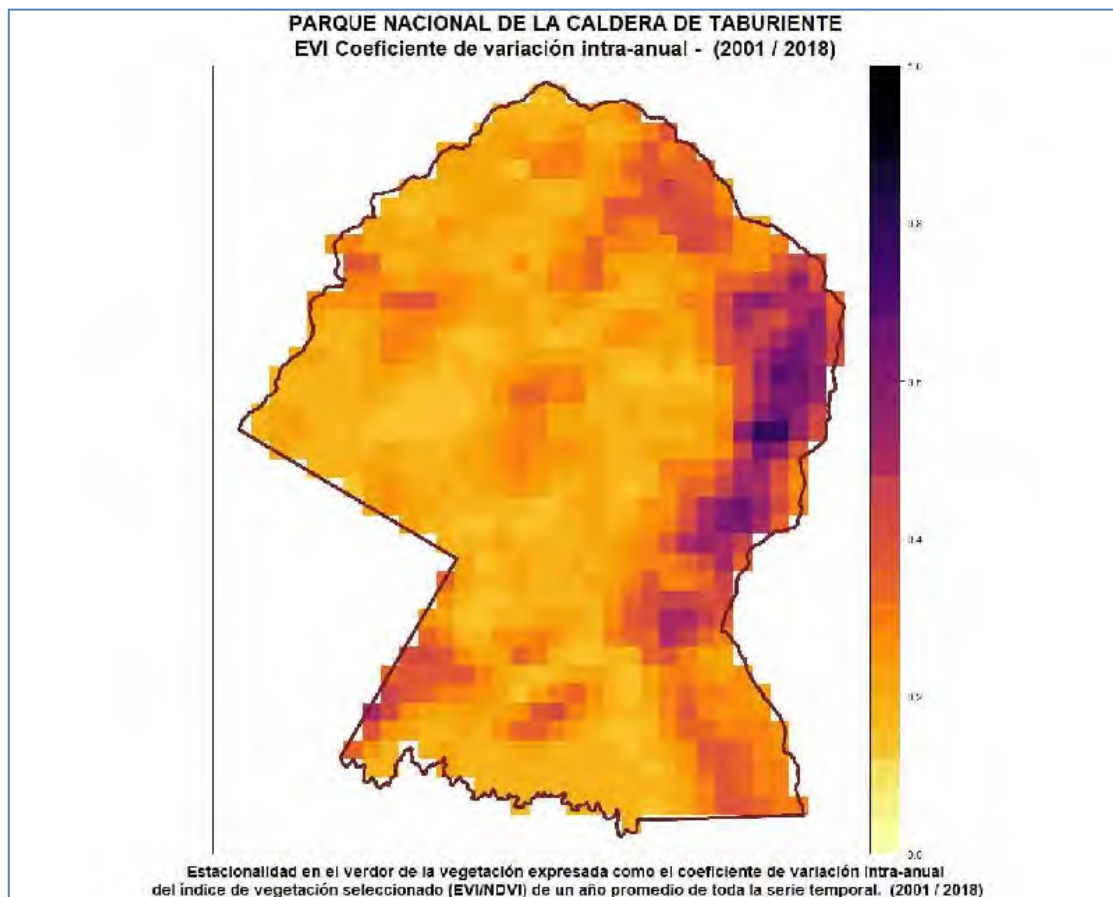 PARQUE NACIONAL DE LA CALDERA DE TABURIENTE
EVI Coeficiente de variación intra-anual - (2001 / 2018)
1.0
0.8
0.6
0.4
0.2
0.0
Estacionalidad en el verdor de la vegetación expresada como el coeficiente de variación intra-anual
del índice de vegetación seleccionado (EVI/NDVI) de un año promedio de toda la serie temporal. (2001 / 2018)